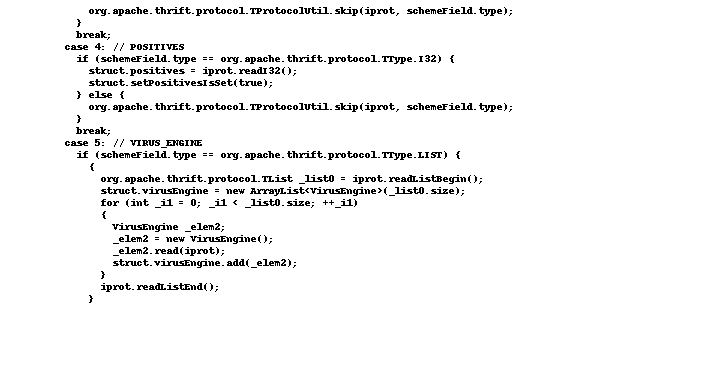 org.apache.thrift.protocol.TProtocolUtil.skip(iprot, schemeField.type);
}
break;
case 4: // POSITIVES
if (schemeField.type == org.apache.thrift.protocol.TType.I32) {
struct.positives = iprot.readI32();
struct.setPositivesIsSet(true);
} else {
org.apache.thrift.protocol.TProtocolUtil.skip(iprot, schemeField.type);
}
break;
case 5: // VIRUS_ENGINE
if (schemeField.type == org.apache.thrift.protocol.TType.LIST) {
{
org.apache.thrift.protocol.TList _list0 = iprot.readListBegin();
struct.virusEngine = new ArrayList<VirusEngine>(_list0.size);
for (int _i1 = 0; _i1 < _list0.size; ++_i1)
{
VirusEngine _elem2;
_elem2 = new VirusEngine();
_elem2.read(iprot);
struct.virusEngine.add(_elem2);
}
iprot.readListEnd();
}